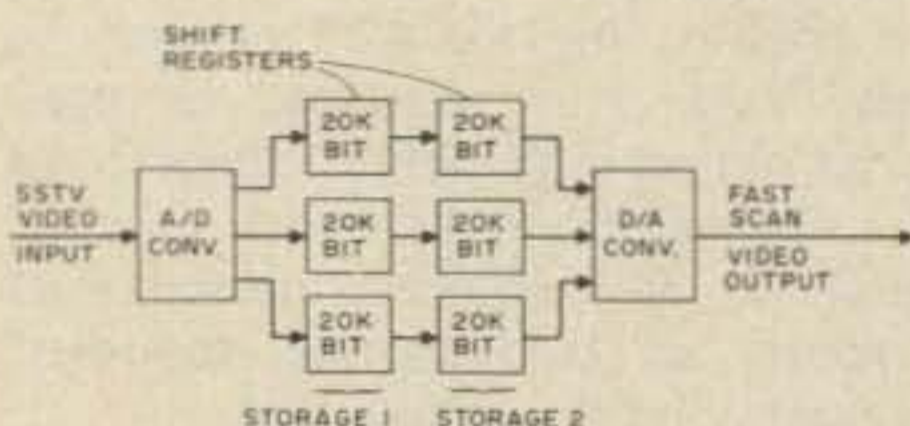 SHIFT
REGISTERS
20K
BIT
20K
BIT
SSTV
VIDEO
INPUT
A/D
CONV.
20K
BIT
20K
BIT
D/A
CONV.
FAST
SCAN
VIDEO
OUTPUT
20K
BIT
20K
BIT
STORAGE 1
STORAGE 2